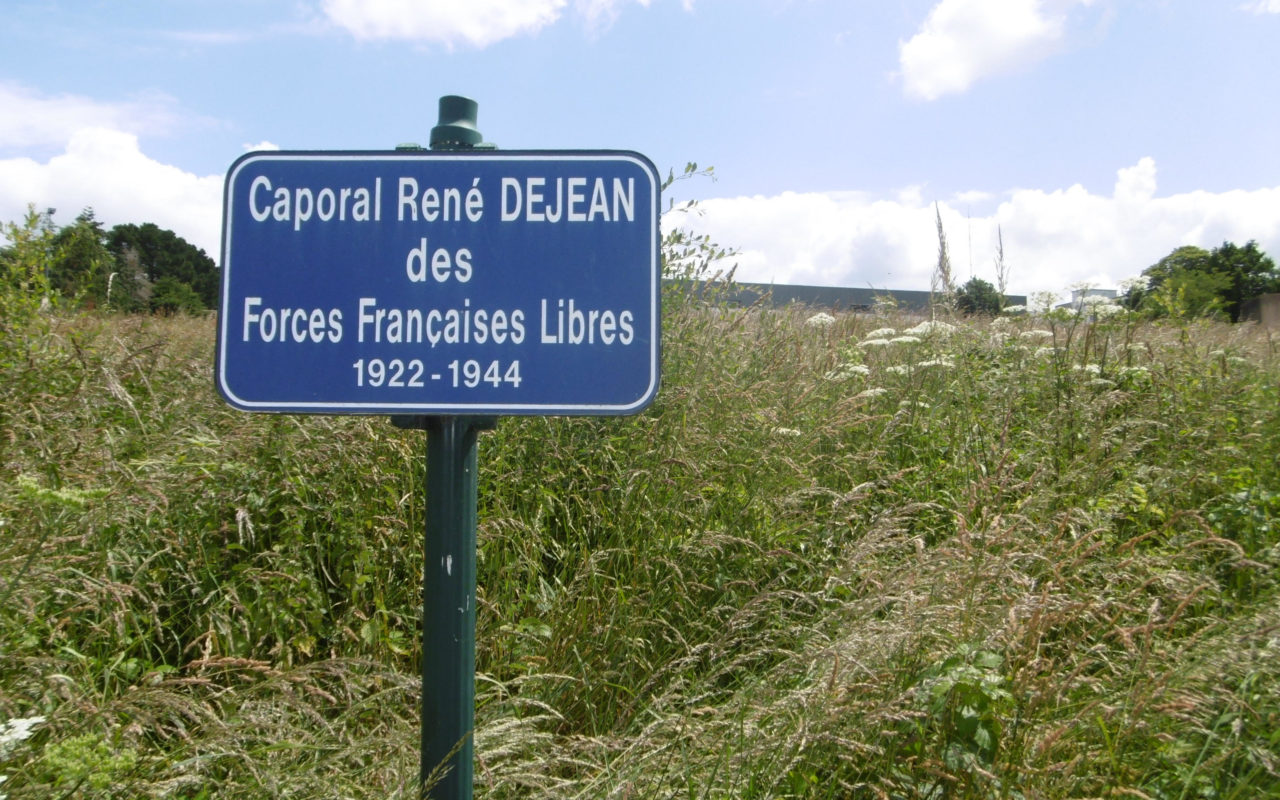 Caporal René DEJEAN
des
Forces Françaises Libres
1922 - 1944